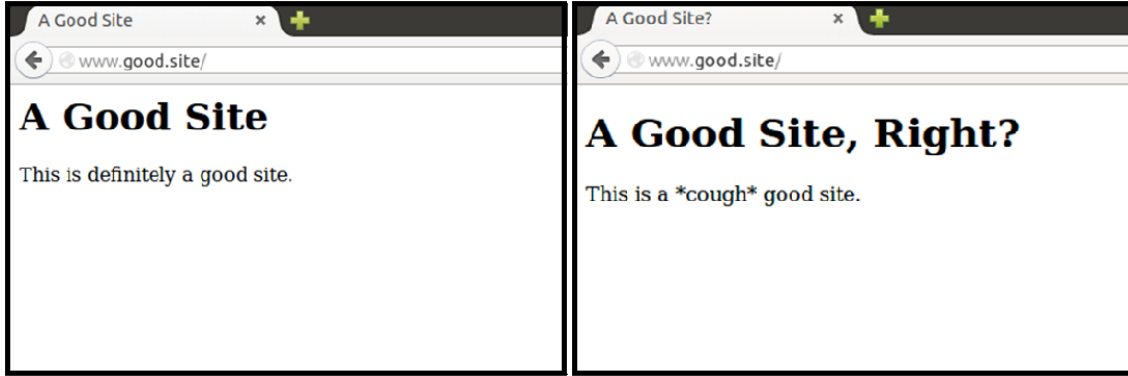 A Good Site
www.good.site/
A Good Site
This is definitely a good site.
A Good Site?
www.good.site/
A Good Site, Right?
This is a *cough* good site.